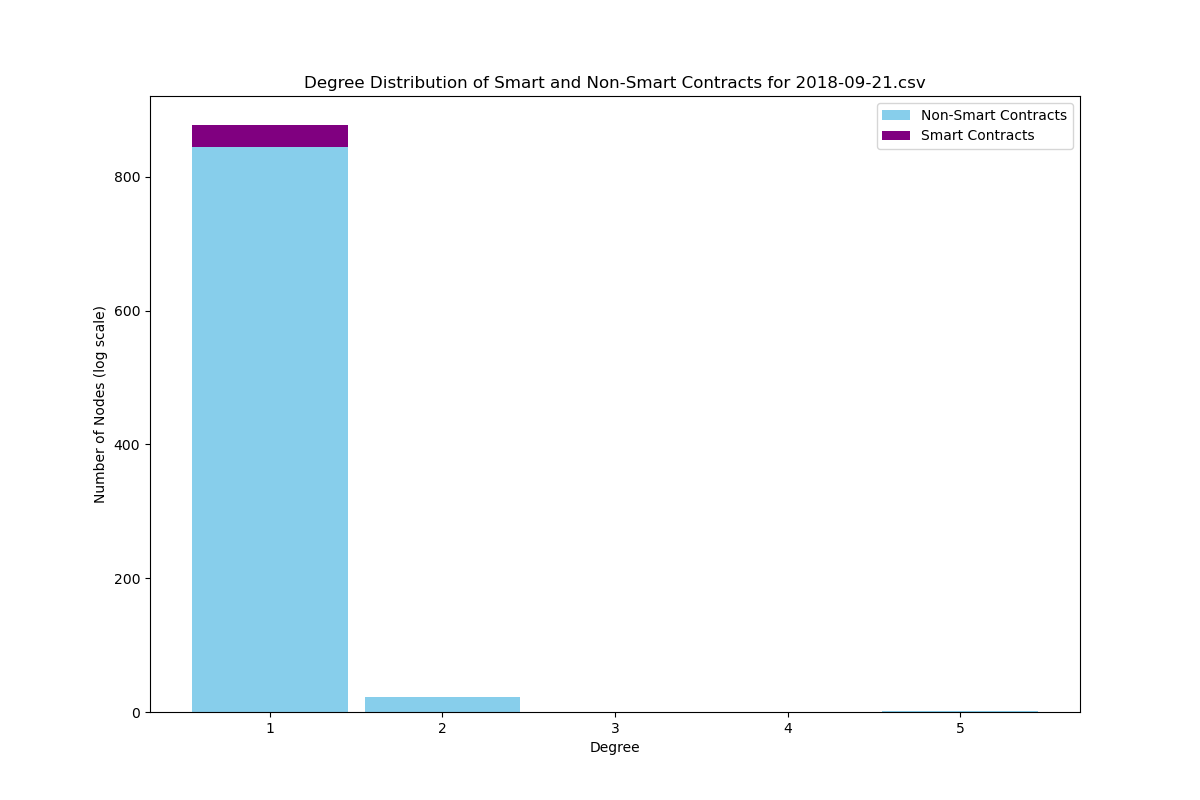 Degree Distribution of Smart and Non-Smart Contracts for 2018-09-21.csv
Non-Smart Contracts
Smart Contracts
Number of Nodes (log scale)
800
600
400
200
0
1 2 3 4 5
Degree